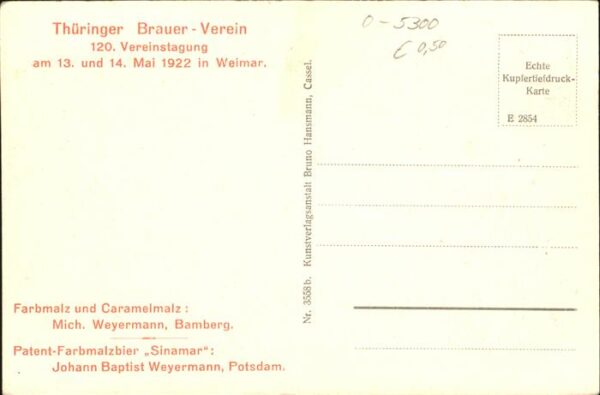 Thüringer Brauer-Verein
120. Vereinstagung
am 13. und 14. Mai 1922 in Weimar.
0-5300
€ 0,50
Echte
Kupfertiefdruck-
Karte
E 2854
Nr. 3558b. Kunstverlagsanstalt Bruno Hansmann, Cassel.
Farbmalz und Caramelmalz:
Mich. Weyermann, Bamberg.
Patent-Farbmalzbier „Sinamar":
Johann Baptist Weyermann, Potsdam.